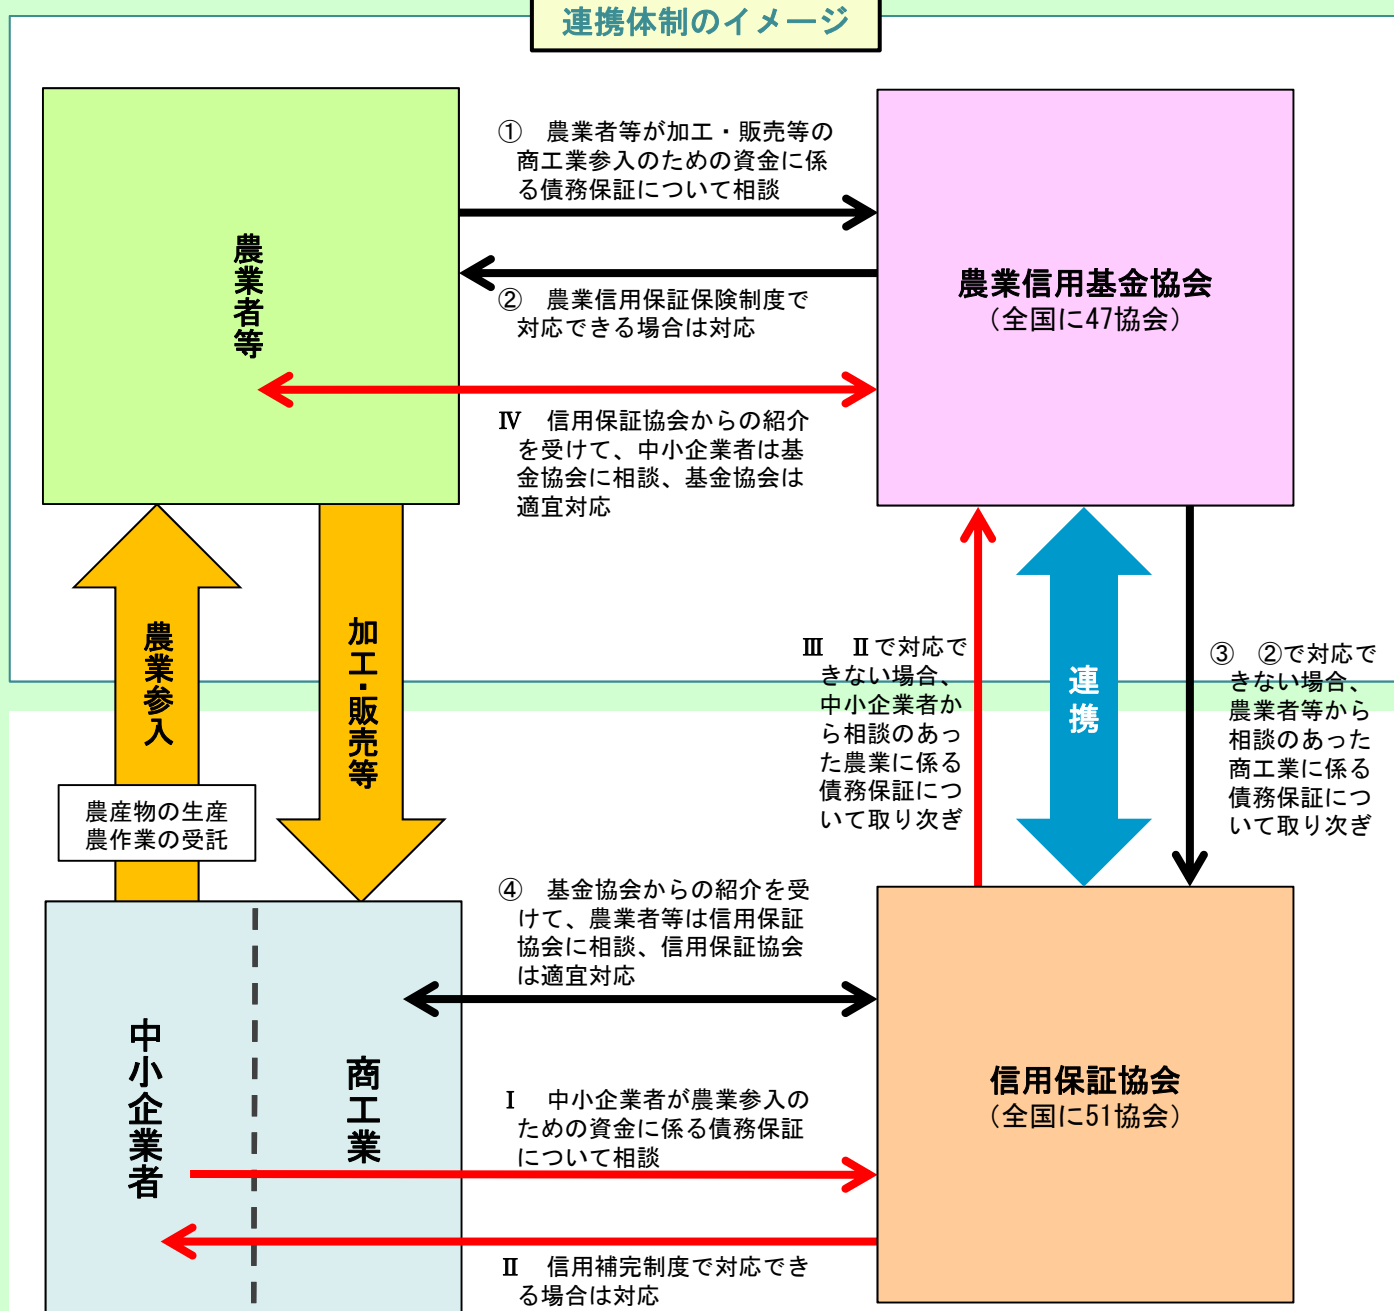 連携体制のイメージ
農業者等
①　農業者等が加工・販売等の
商工業参入のための資金に係
る債務保証について相談
②　農業信用保証保険制度で
対応できる場合は対応
Ⅳ　信用保証協会からの紹介
を受けて、中小企業者は基
金協会に相談、基金協会は
適宜対応
農業信用基金協会
（全国に47協会）
農業参入
農産物の生産
農作業の受託
加工・販売等
Ⅲ　Ⅱで対応で
きない場合、
中小企業者か
ら相談のあっ
た農業に係る
債務保証につ
いて取り次ぎ
連携
③　②で対応で
きない場合、
農業者等から
相談のあった
商工業に係る
債務保証につ
いて取り次ぎ
中小企業者
商工業
④　基金協会からの紹介を受
けて、農業者等は信用保証
協会に相談、信用保証協会
は適宜対応
Ⅰ　中小企業者が農業参入の
ための資金に係る債務保証
について相談
Ⅱ　信用補完制度で対応でき
る場合は対応
信用保証協会
（全国に51協会）